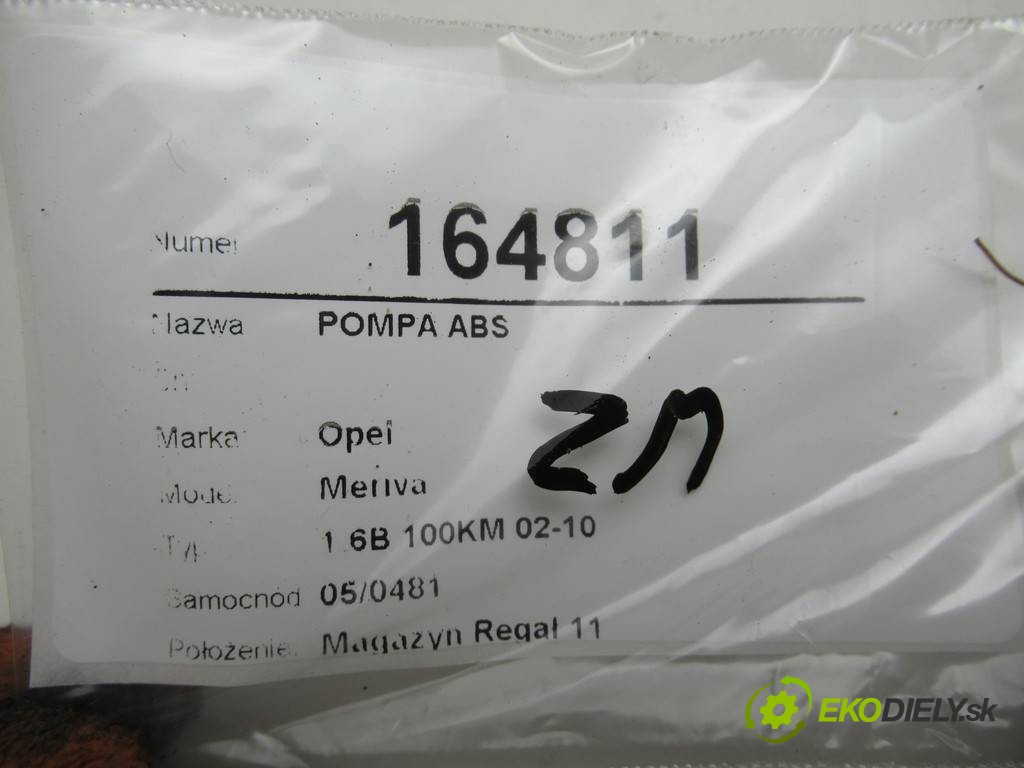 Numer 164811
Nazwa POMPA ABS
Marka Opel
Model Meriva
Typ 1.6B 100KM 02-10
Samochód 05/0481
Położenie Magazyn Regał 11
ZM
EKODIELY.sk